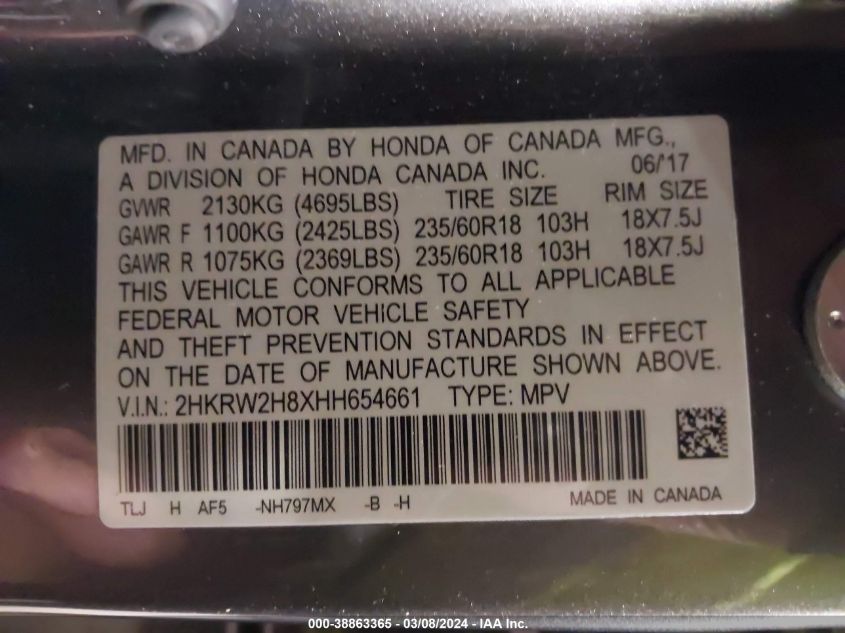 MFD. IN CANADA BY HONDA OF CANADA MFG.,
A DIVISION OF HONDA CANADA INC. 06/'17
GVWR 2130KG (4695LBS) TIRE SIZE RIM SIZE
GAWR F 1100KG (2425LBS) 235/60R18 103H 18X7.5J
GAWR R 1075KG (2369LBS) 235/60R18 103H 18X7.5J
THIS VEHICLE CONFORMS TO ALL APPLICABLE
FEDERAL MOTOR VEHICLE SAFETY
AND THEFT PREVENTION STANDARDS IN EFFECT
ON THE DATE OF MANUFACTURE SHOWN ABOVE.
V.I.N.: 2HKRW2H8XHH654661 TYPE: MPV
TLJ H AF5 -NH797MX -B -H MADE IN CANADA
000-38863365 - 03/08/2024 - IAA Inc.